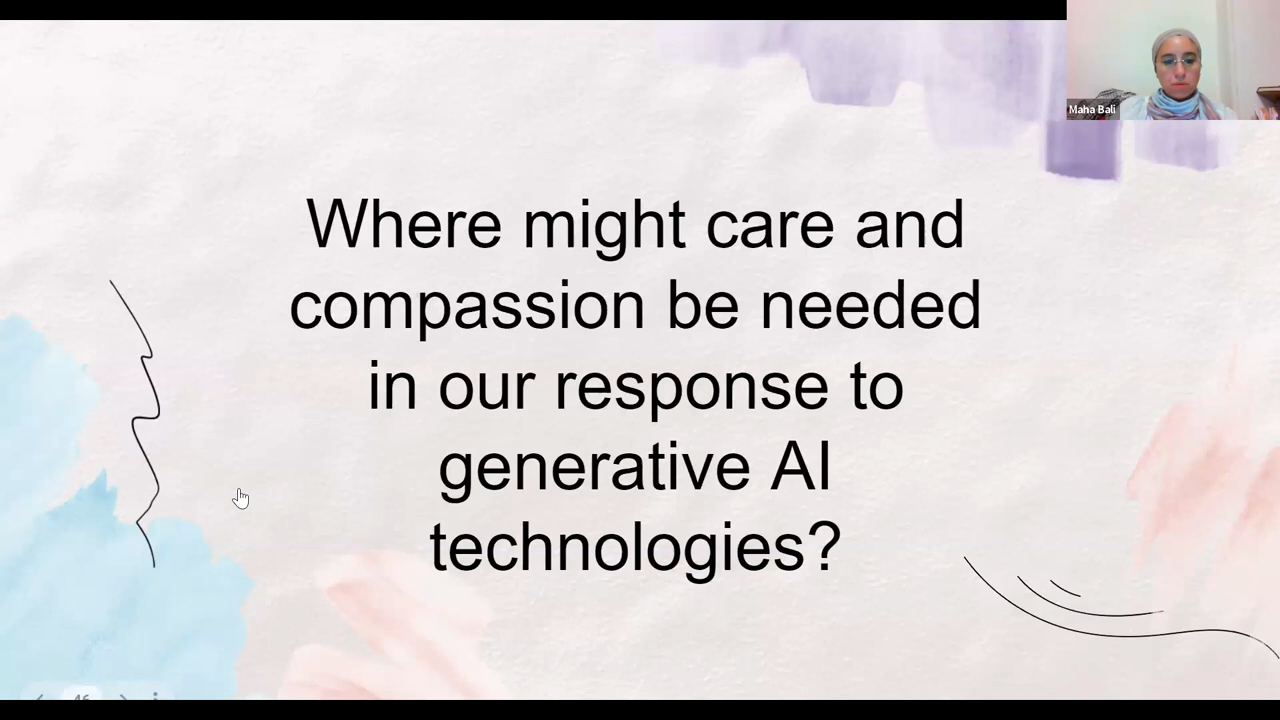 Maha Bali
Where might care and
compassion be needed
in our response to
generative AI
technologies?